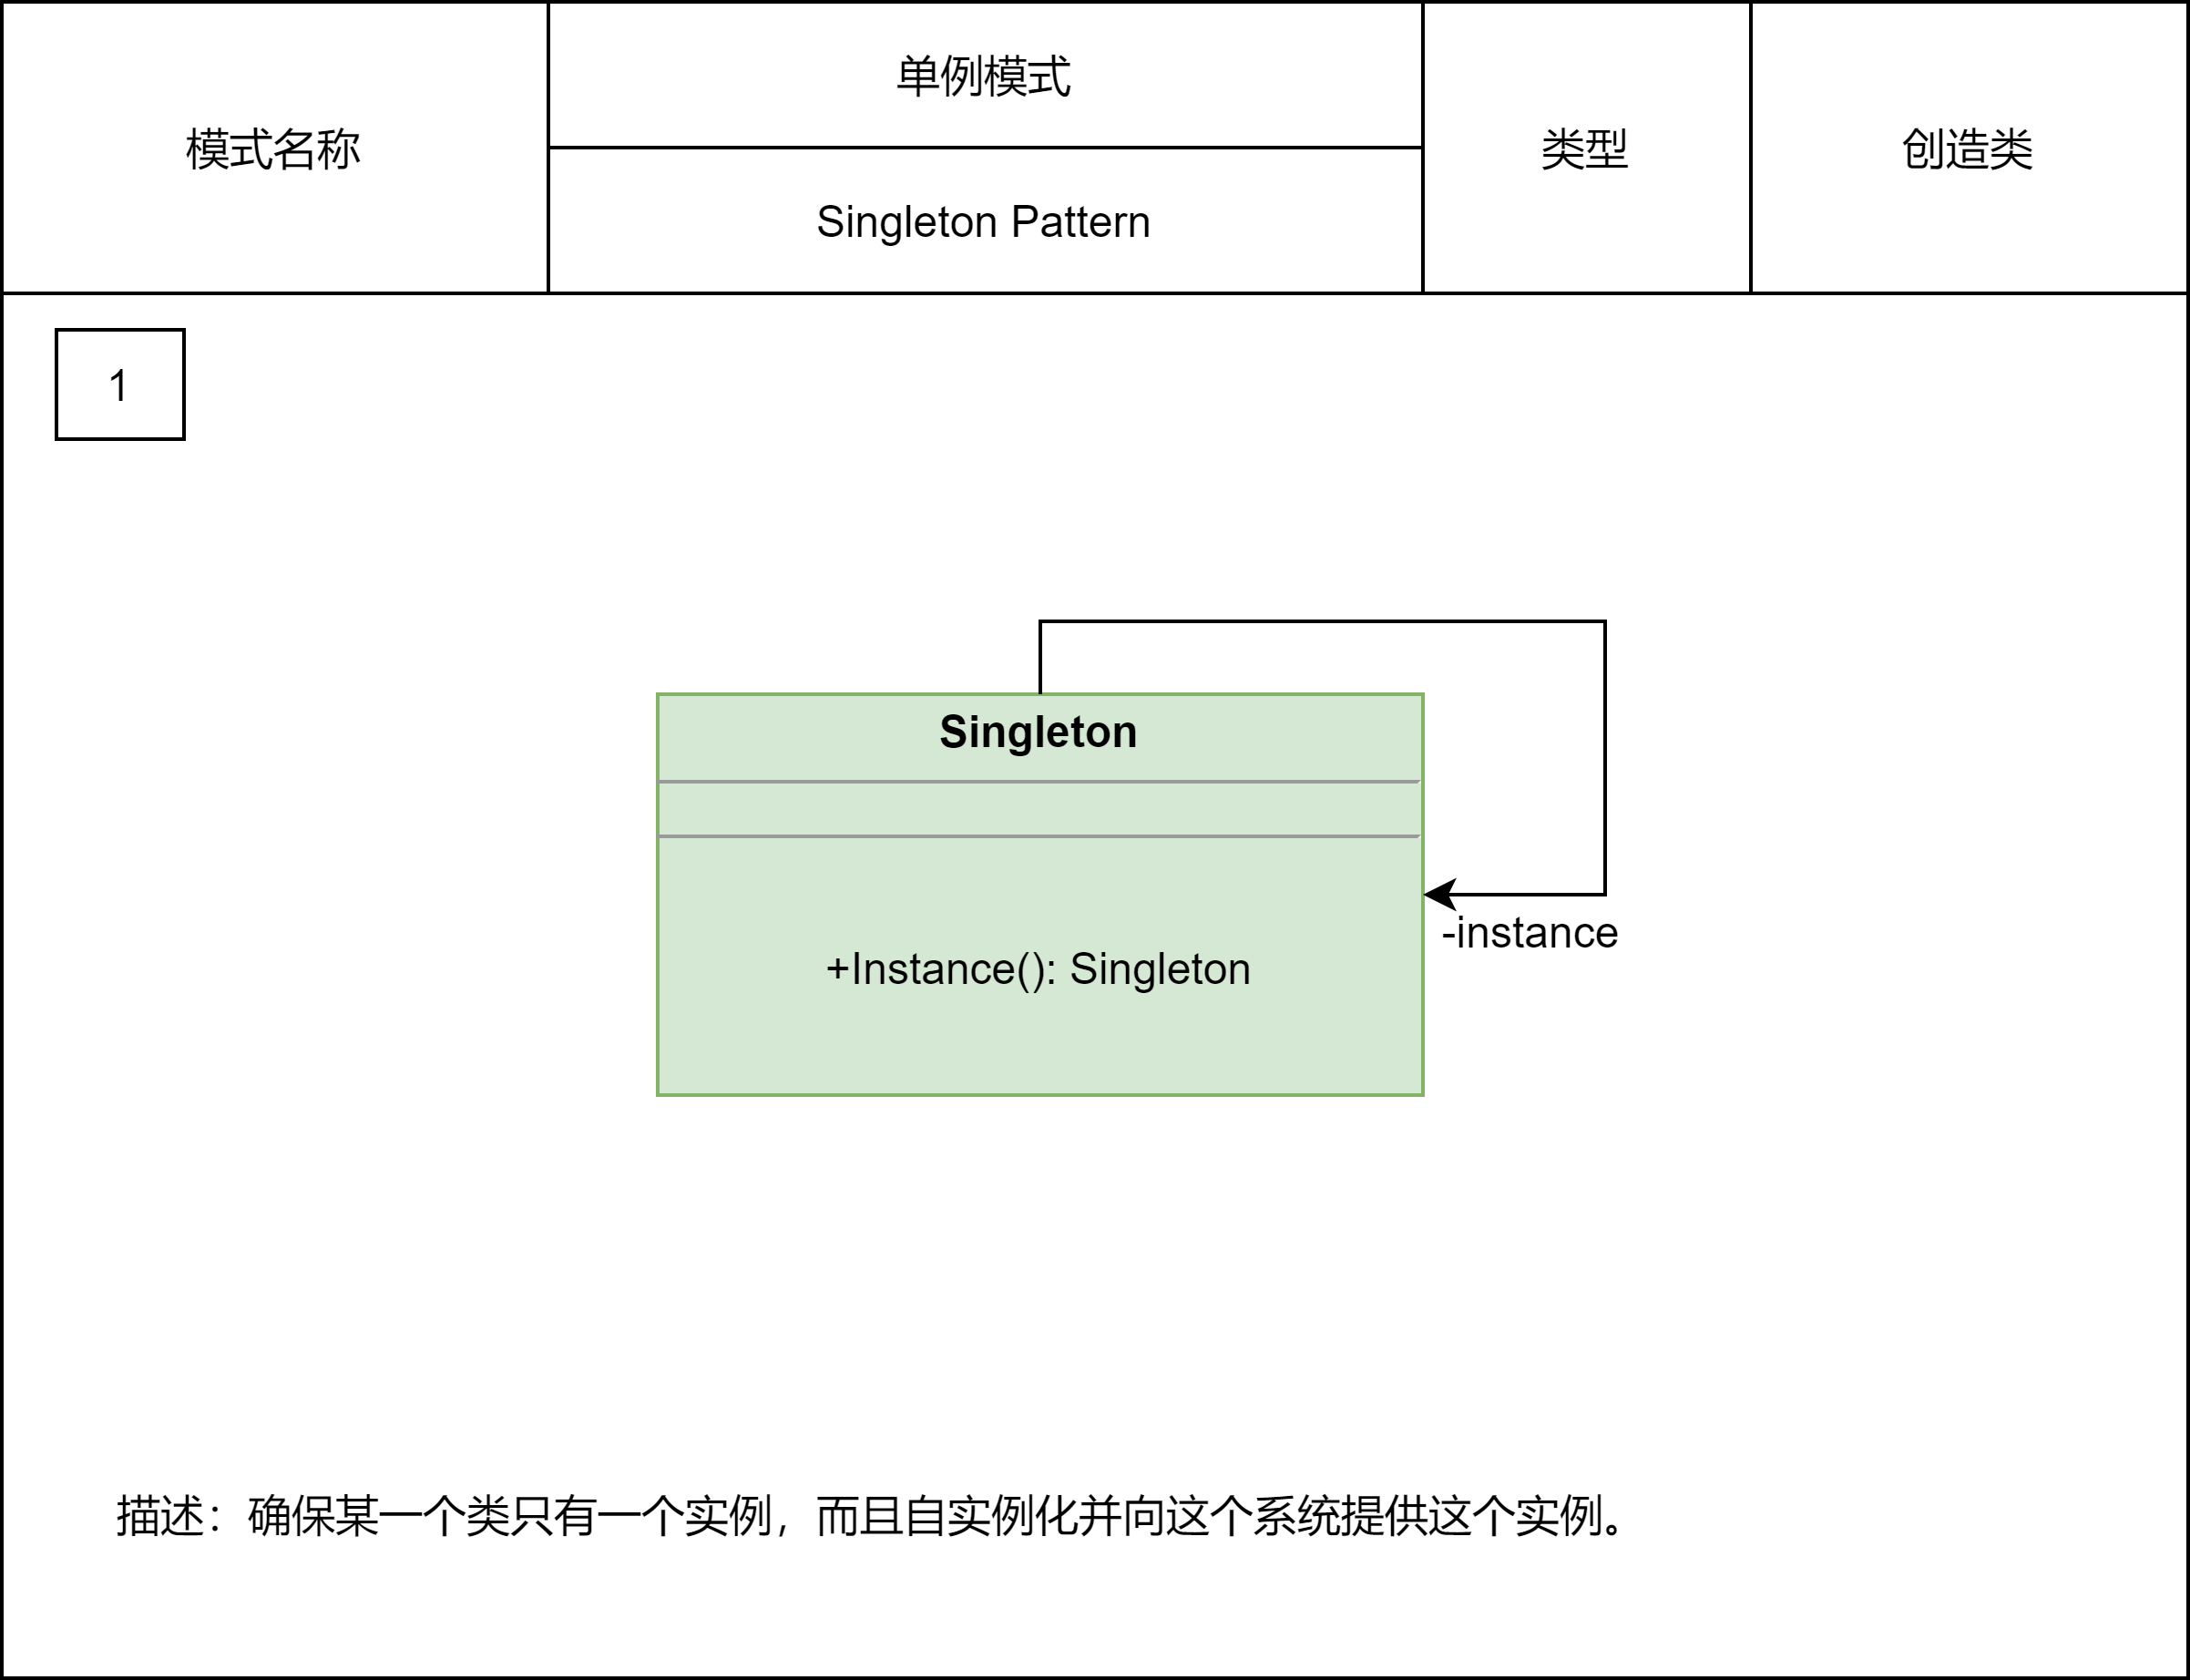 模式名称
单例模式
Singleton Pattern
类型
创造类
1
Singleton
+Instance(): Singleton
-instance
描述：确保某一个类只有一个实例，而且自实例化并向这个系统提供这个实例。